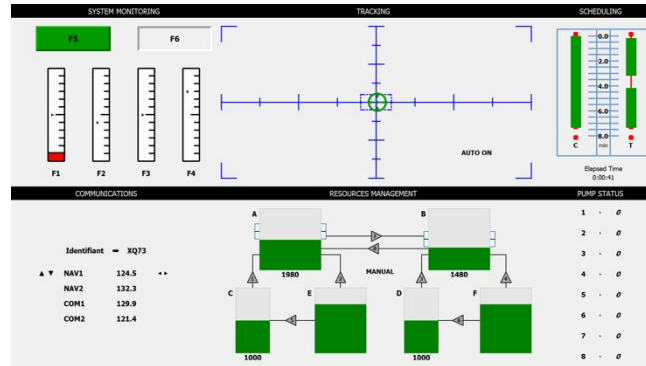 SYSTEM MONITORING
TRACKING
SCHEDULING
F5
F6
F1
F2
F3
F4
AUTO ON
0.0
2.0
4.0
6.0
8.0
min
C
T
Elapsed Time
0:00:41
COMMUNICATIONS
RESOURCES MANAGEMENT
PUMP STATUS
Identifiant = XQ73
▲ ▼ NAV1 124.5 ◄ ►
NAV2 132.3
COM1 129.9
COM2 121.4
A
B
1980
MANUAL
1480
C
E
D
F
1000
1000
1 - 0
2 - 0
3 - 0
4 - 0
5 - 0
6 - 0
7 - 0
8 - 0